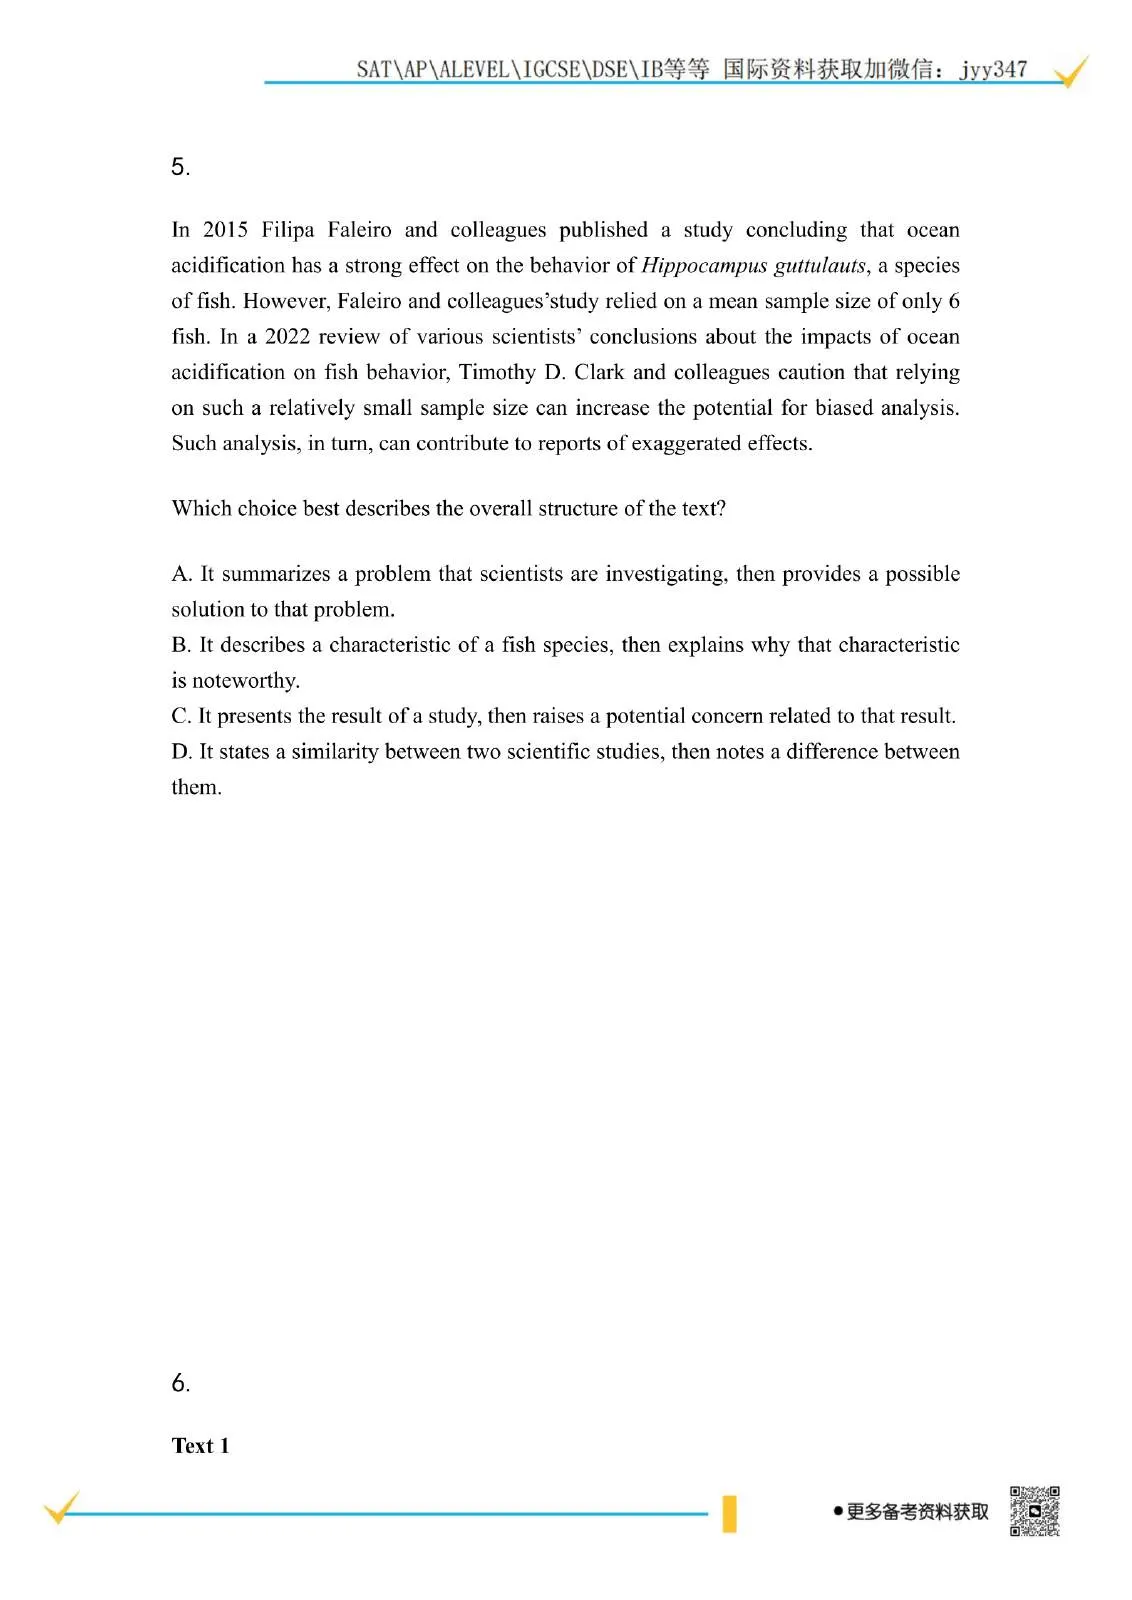 SAT\AP\ALEVEL\IGCSE\DSE\IB等等 国际资料获取加微信：jyy347
5.
In 2015 Filipa Faleiro and colleagues published a study concluding that ocean
acidification has a strong effect on the behavior of Hippocampus guttulauts, a species
of fish. However, Faleiro and colleagues'study relied on a mean sample size of only 6
fish. In a 2022 review of various scientists' conclusions about the impacts of ocean
acidification on fish behavior, Timothy D. Clark and colleagues caution that relying
on such a relatively small sample size can increase the potential for biased analysis.
Such analysis, in turn, can contribute to reports of exaggerated effects.
Which choice best describes the overall structure of the text?
A. It summarizes a problem that scientists are investigating, then provides a possible
solution to that problem.
B. It describes a characteristic of a fish species, then explains why that characteristic
is noteworthy.
C. It presents the result of a study, then raises a potential concern related to that result.
D. It states a similarity between two scientific studies, then notes a difference between
them.
6.
Text 1
●更多备考资料获取